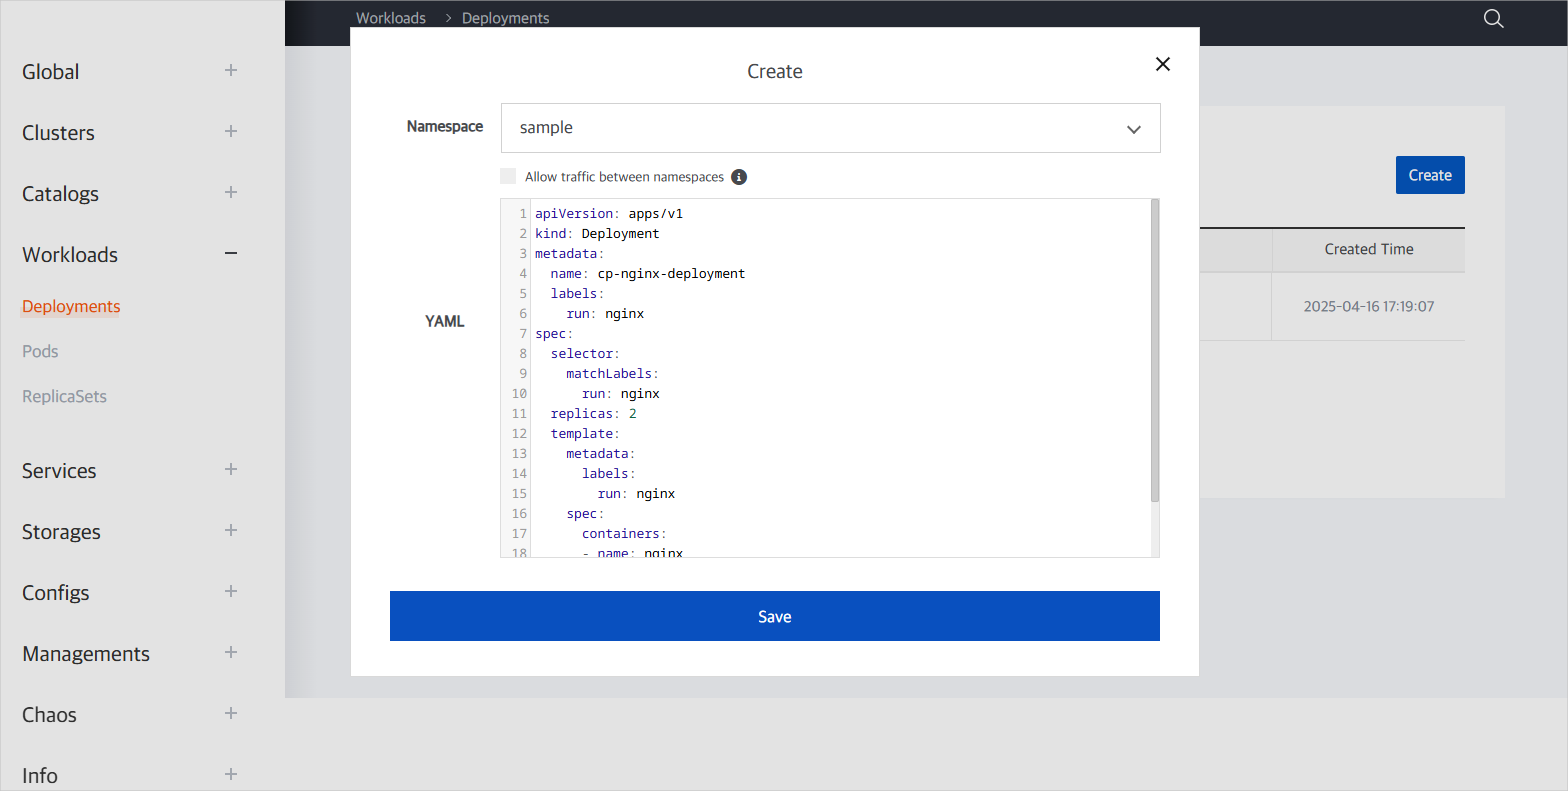 Workloads > Deployments
Global
Clusters
Catalogs
Workloads
Deployments
Pods
ReplicaSets
Services
Storages
Configs
Managements
Chaos
Info
Create
Namespace
sample
Allow traffic between namespaces
YAML
1 apiVersion: apps/v1
2 kind: Deployment
3 metadata:
4   name: cp-nginx-deployment
5   labels:
6     run: nginx
7 spec:
8   selector:
9     matchLabels:
10       run: nginx
11   replicas: 2
12   template:
13     metadata:
14       labels:
15         run: nginx
16     spec:
17       containers:
18       - name: nginx
Save
Create
Created Time
2025-04-16 17:19:07